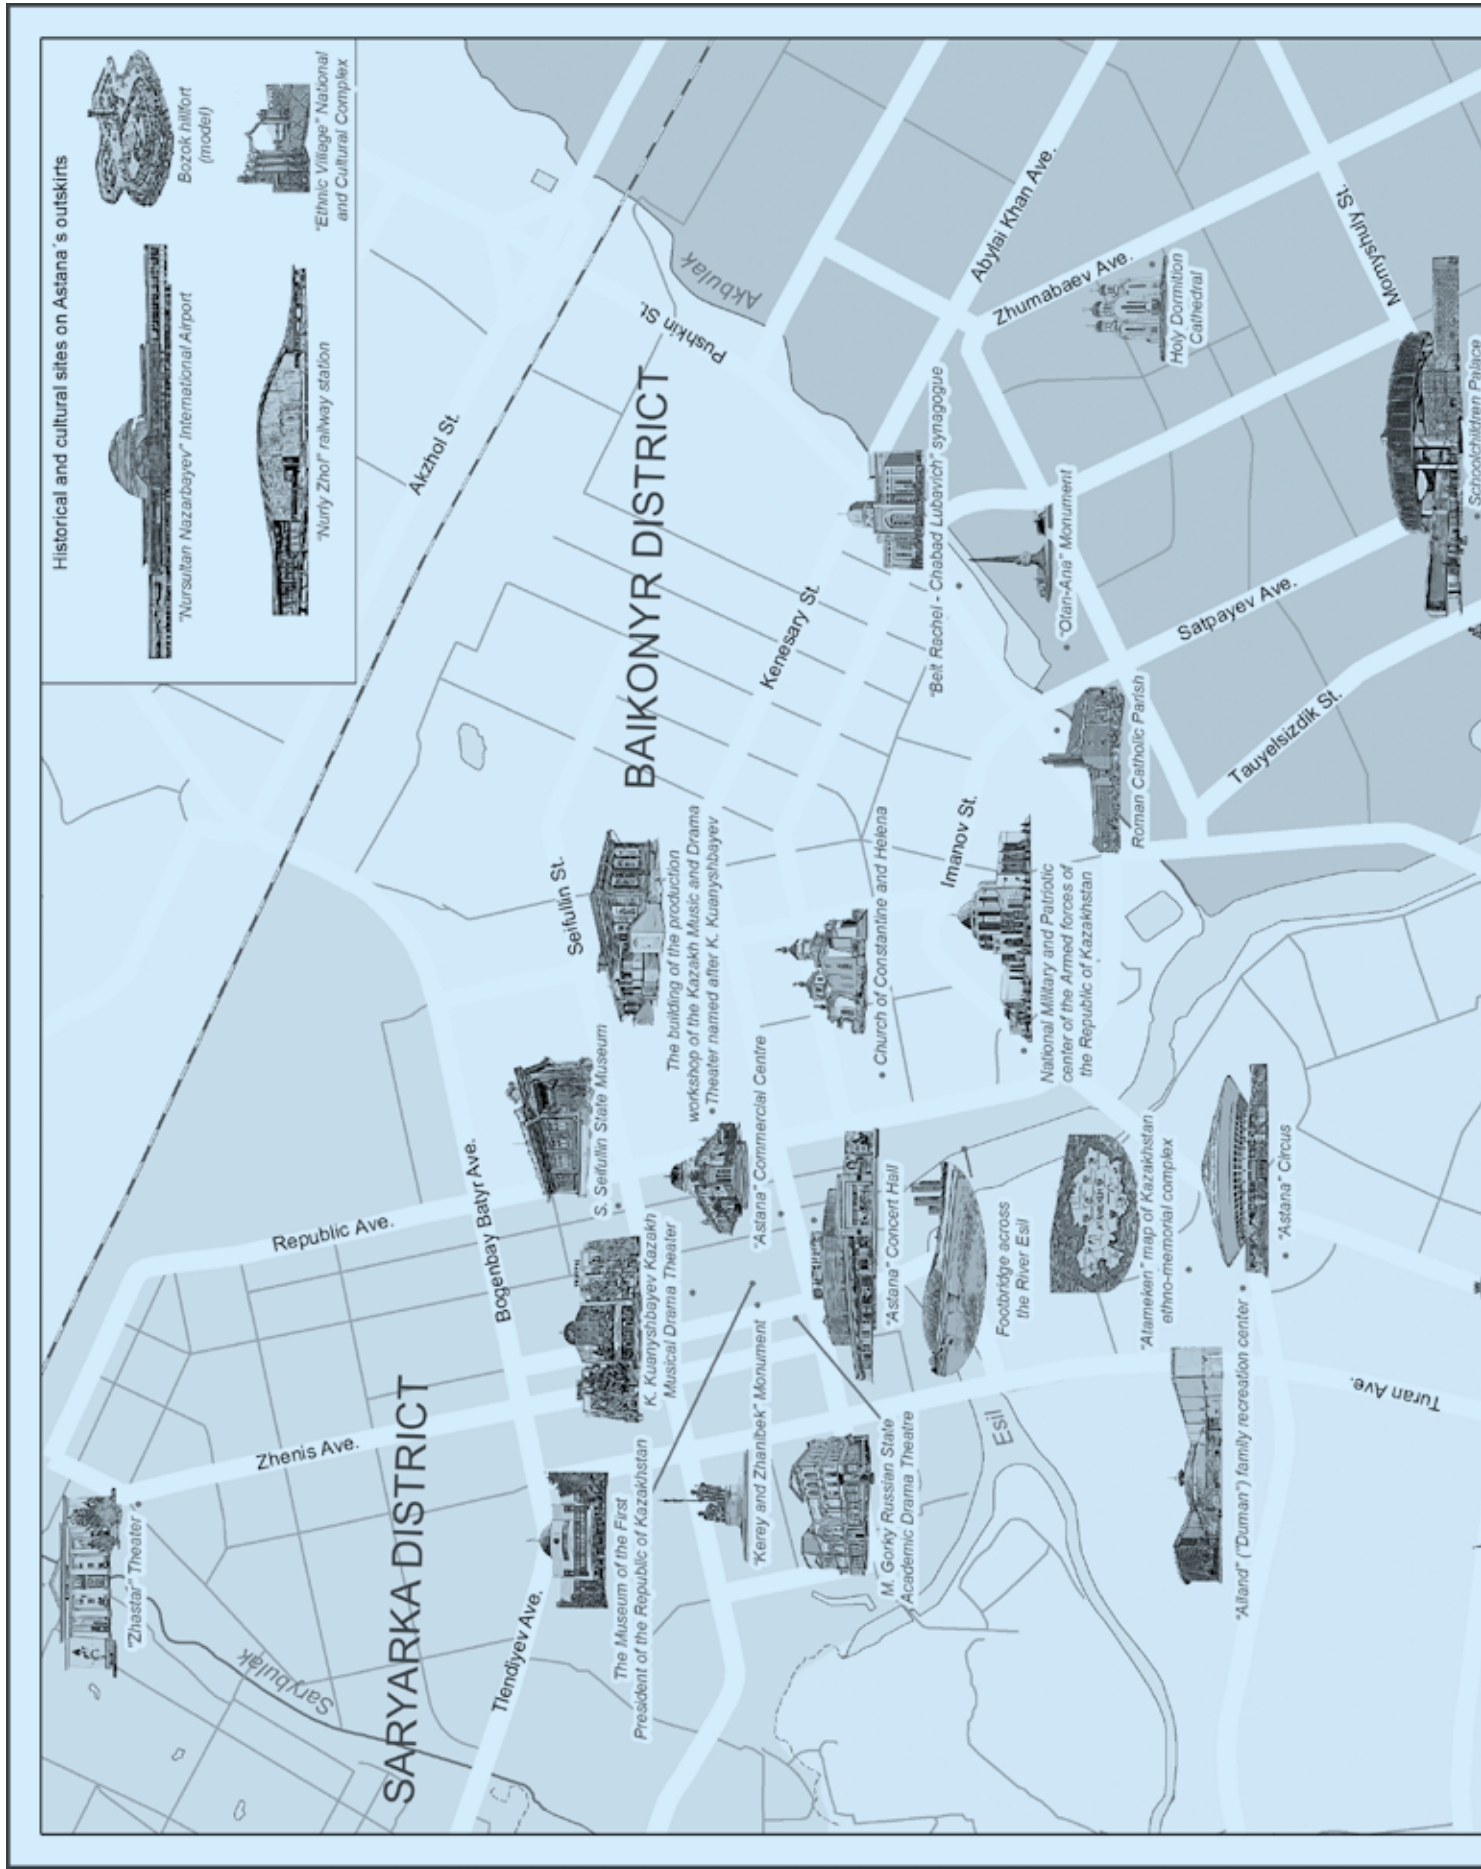 Historical and cultural sites on Astana´s outskirts
"Nursultan Nazarbayev" International Airport
Bozok hillfort
(model)
"Nurly Zhol" railway station
"Ethnic Village" National
and Cultural Complex
"Zhastar" Theater
Sarybulak
SARYARKA DISTRICT
Zhenis Ave.
Republic Ave.
Akzhol St.
Tlendiyev Ave.
Bogenbay Batyr Ave.
Seifullin St.
BAIKONYR DISTRICT
Pushkin St.
Akbulak
The Museum of the First
President of the Republic of Kazakhstan
K. Kuanyshbayev Kazakh
Musical Drama Theater
S. Seifullin State Museum
The building of the production
workshop of the Kazakh Music and Drama
Theater named after K. Kuanyshbayev
"Kerey and Zhanibek" Monument
"Astana" Commercial Centre
Kenesary St.
M. Gorky Russian State
Academic Drama Theatre
"Astana" Concert Hall
Church of Constantine and Helena
"Beit Rachel - Chabad Lubavich" synagogue
Abylai Khan Ave.
Esil
Footbridge across
the River Esil
Imanov St.
National Military and Patriotic
center of the Armed forces of
the Republic of Kazakhstan
"Otan-Ana" Monument
Zhumabaev Ave.
Roman Catholic Parish
Holy Dormition
Cathedral
"Atameken" map of Kazakhstan
ethno-memorial complex
Satpayev Ave.
"Ailand" ("Duman") family recreation center
"Astana" Circus
Tauyelsizdik St.
Momyshuly St.
Turan Ave.
Schoolchildren Palace